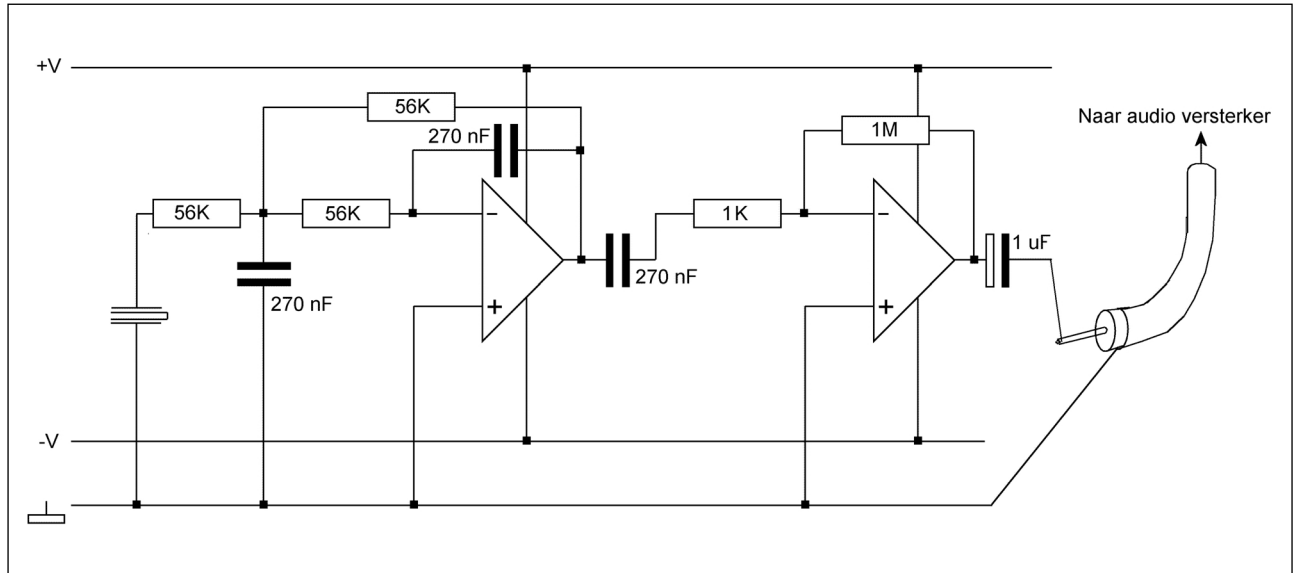 +V
56K
270 nF
1M
Naar audio versterker
56K
56K
1K
−
−
1 uF
270 nF
270 nF
+
+
-V